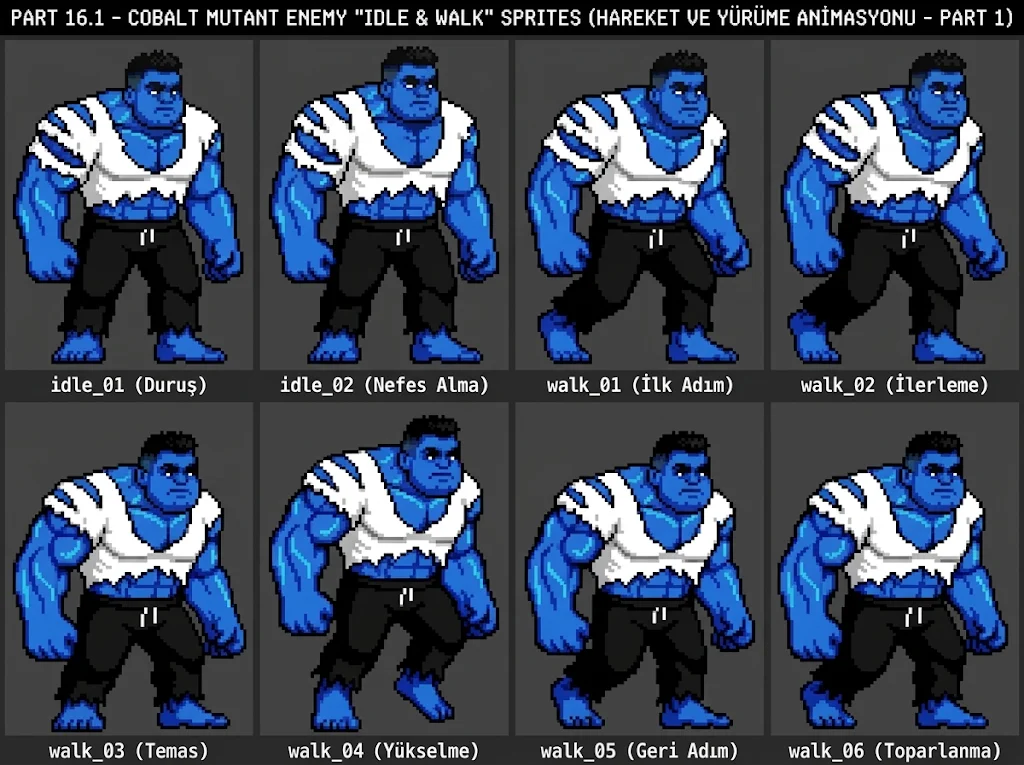 PART 16.1 - COBALT MUTANT ENEMY "IDLE & WALK" SPRITES (HAREKET VE YÜRÜME ANİMASYONU - PART 1)
idle_01 (Duruş)
idle_02 (Nefes Alma)
walk_01 (İlk Adım)
walk_02 (İlerleme)
walk_03 (Temas)
walk_04 (Yükselme)
walk_05 (Geri Adım)
walk_06 (Toparlanma)